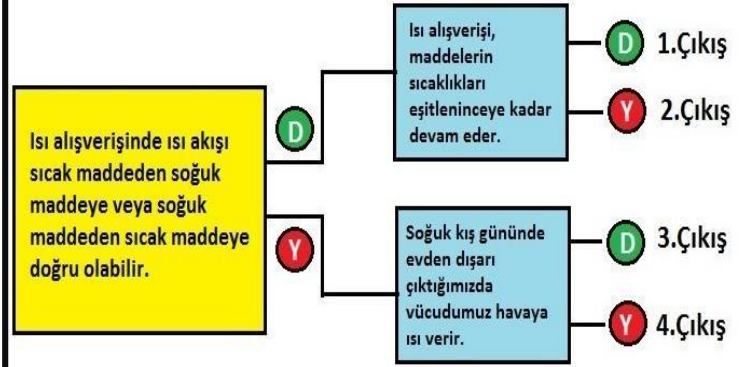 Isı alışverişinde ısı akışı
sıcak maddeden soğuk
maddeye veya soğuk
maddeden sıcak maddeye
doğru olabilir.
D
Y
Isı alışverişi,
maddelerin
sıcaklıkları
eşitleninceye kadar
devam eder.
D 1.Çıkış
Y 2.Çıkış
Soğuk kış gününde
evden dışarı
çıktığımızda
vücudumuz havaya
ısı verir.
D 3.Çıkış
Y 4.Çıkış